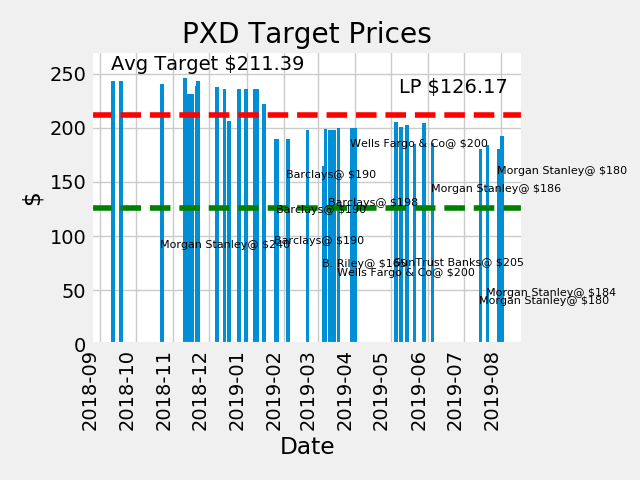 PXD Target Prices
Avg Target $211.39
LP $126.17
250
200
150
100
50
0
$
Wells Fargo & Co@ $200
Morgan Stanley@ $180
Barclays@ $190
Morgan Stanley@ $186
Barclays@ $198
Barclays@ $190
Morgan Stanley@ $240
Barclays@ $190
B. Riley@ $165
SunTrust Banks@ $205
Wells Fargo & Co@ $200
Morgan Stanley@ $184
Morgan Stanley@ $180
2018-09
2018-10
2018-11
2018-12
2019-01
2019-02
2019-03
2019-04
2019-05
2019-06
2019-07
2019-08
Date